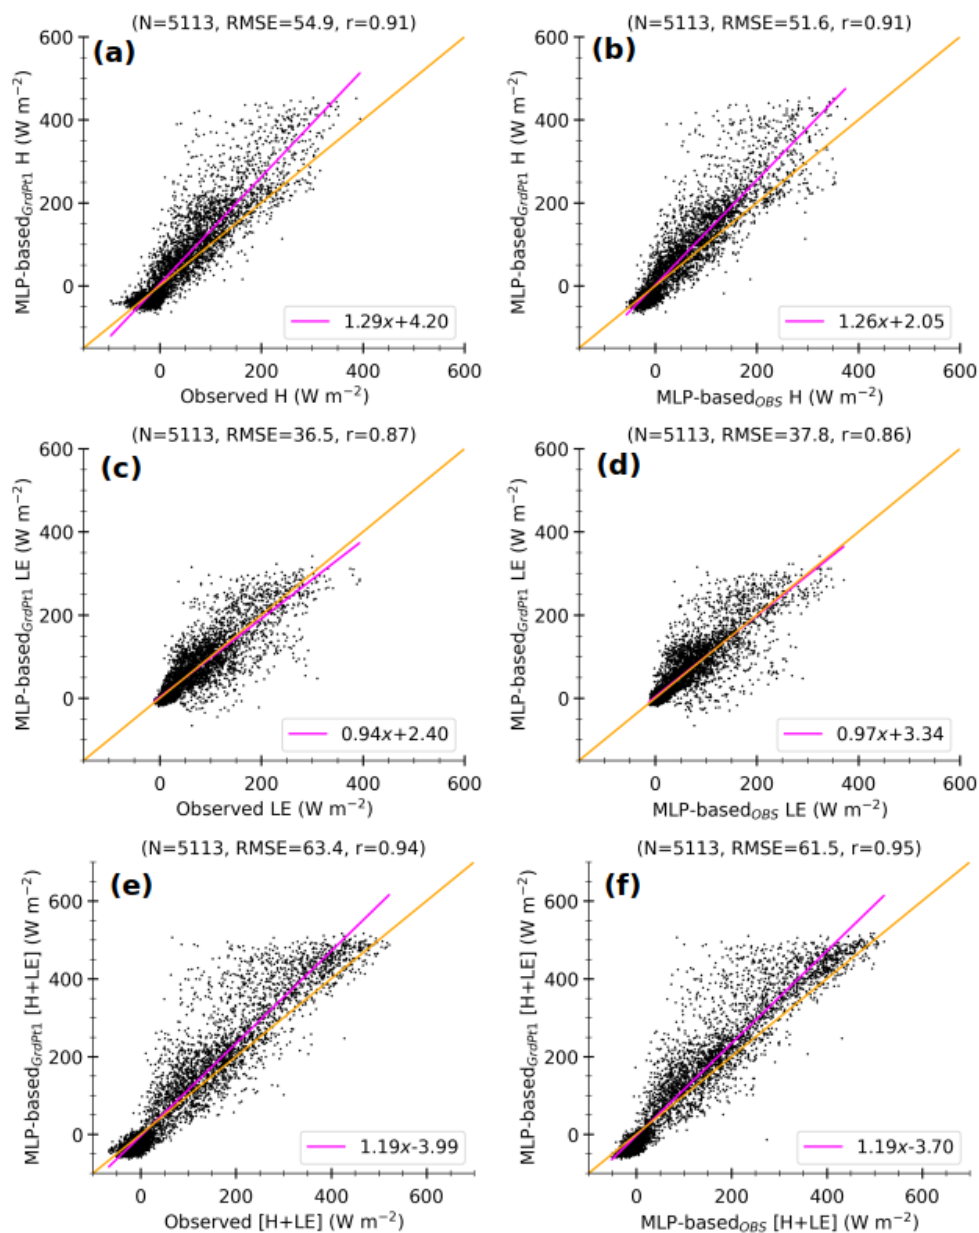 (N=5113, RMSE=54.9, r=0.91)
(a)
600
400
200
0
MLP-based_GrdPt1 H (W m⁻²)
1.29x+4.20
0 200 400 600
Observed H (W m⁻²)
(N=5113, RMSE=51.6, r=0.91)
(b)
600
400
200
0
MLP-based_GrdPt1 H (W m⁻²)
1.26x+2.05
0 200 400 600
MLP-based_OBS H (W m⁻²)
(N=5113, RMSE=36.5, r=0.87)
(c)
600
400
200
0
MLP-based_GrdPt1 LE (W m⁻²)
0.94x+2.40
0 200 400 600
Observed LE (W m⁻²)
(N=5113, RMSE=37.8, r=0.86)
(d)
600
400
200
0
MLP-based_GrdPt1 LE (W m⁻²)
0.97x+3.34
0 200 400 600
MLP-based_OBS LE (W m⁻²)
(N=5113, RMSE=63.4, r=0.94)
(e)
600
400
200
0
MLP-based_GrdPt1 [H+LE] (W m⁻²)
1.19x-3.99
0 200 400 600
Observed [H+LE] (W m⁻²)
(N=5113, RMSE=61.5, r=0.95)
(f)
600
400
200
0
MLP-based_GrdPt1 [H+LE] (W m⁻²)
1.19x-3.70
0 200 400 600
MLP-based_OBS [H+LE] (W m⁻²)